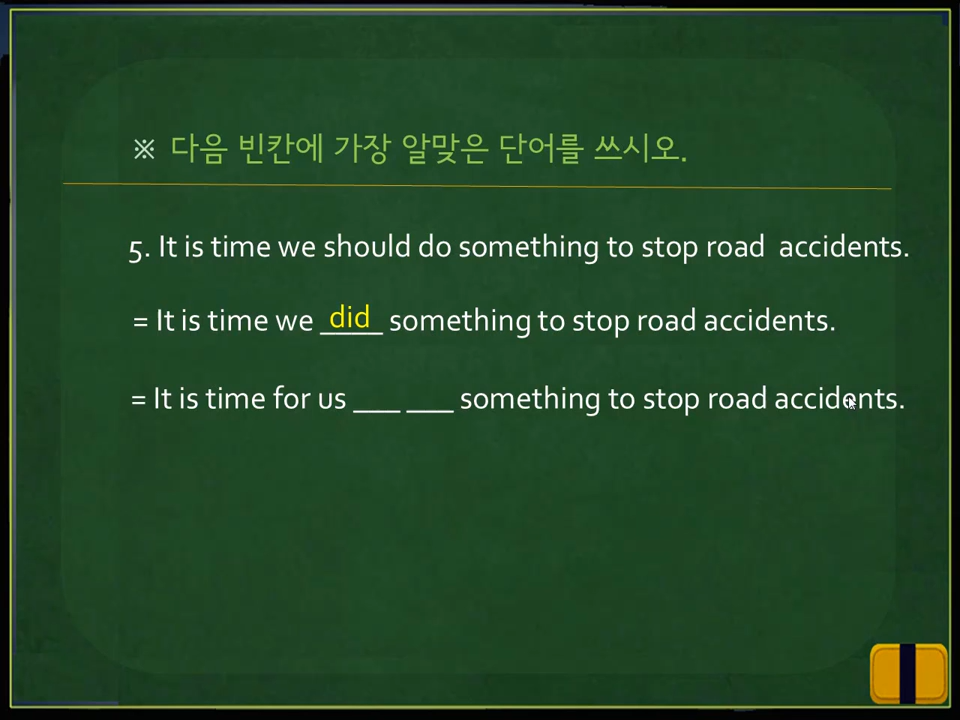 ※ 다음 빈칸에 가장 알맞은 단어를 쓰시오.
5. It is time we should do something to stop road accidents.
= It is time we did something to stop road accidents.
= It is time for us ___ ___ something to stop road accidents.